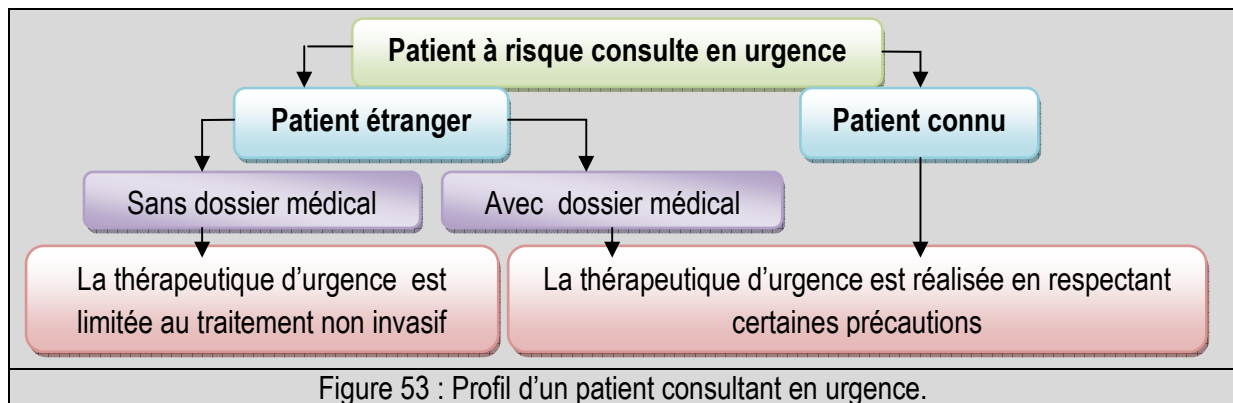 Patient à risque consulte en urgence
Patient étranger
Patient connu
Sans dossier médical
Avec dossier médical
La thérapeutique d’urgence est
limitée au traitement non invasif
La thérapeutique d’urgence est réalisée en respectant
certaines précautions
Figure 53 : Profil d’un patient consultant en urgence.